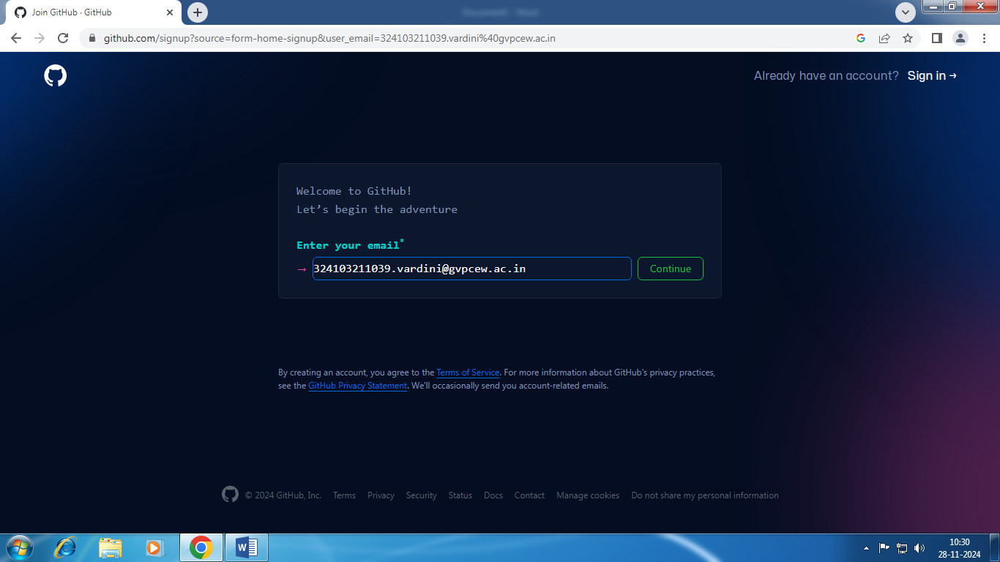 Join GitHub · GitHub
Document1 - Word
github.com/signup?source=form-home-signup&user_email=324103211039.vardini%40gvpcew.ac.in
Already have an account? Sign in →
Welcome to GitHub!
Let’s begin the adventure
Enter your email*
→ 324103211039.vardini@gvpcew.ac.in Continue
By creating an account, you agree to the Terms of Service. For more information about GitHub's privacy practices,
see the GitHub Privacy Statement. We'll occasionally send you account-related emails.
© 2024 GitHub, Inc. Terms Privacy Security Status Docs Contact Manage cookies Do not share my personal information
10:30
28-11-2024